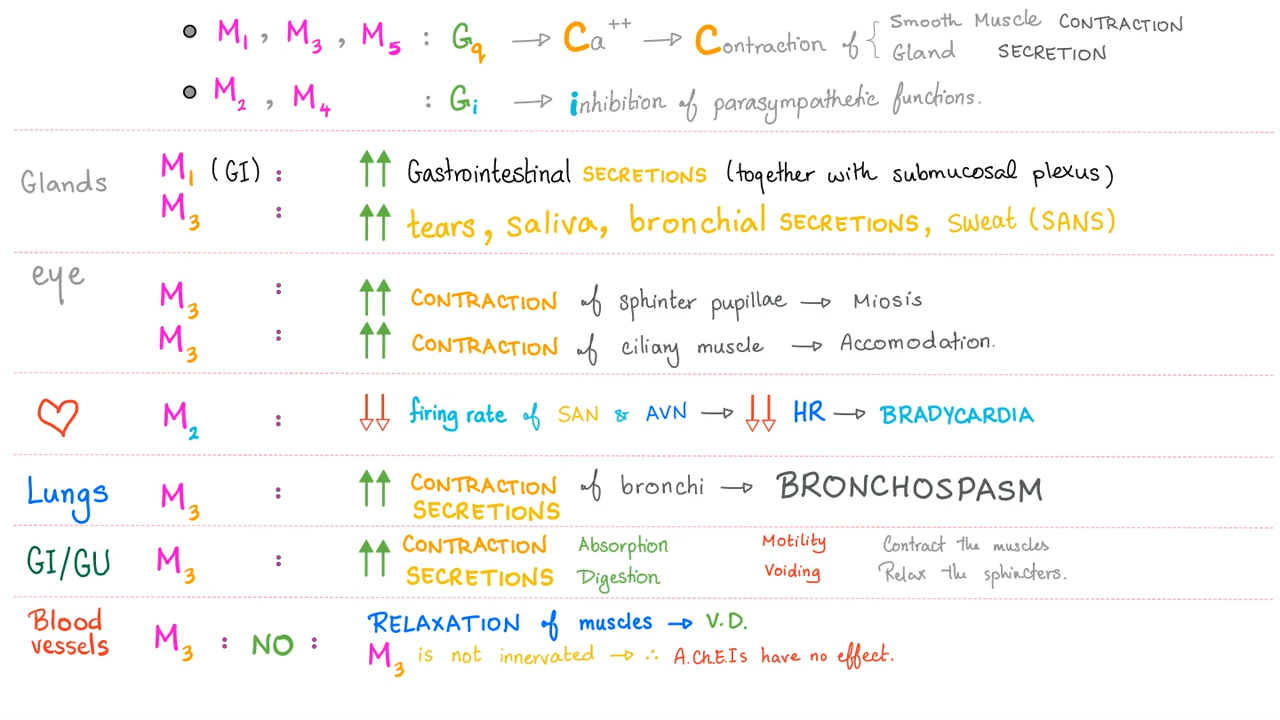 M1, M3, M5 : Gq → Ca++ → Contraction of { Smooth Muscle CONTRACTION
Gland SECRETION
M2, M4 : Gi → inhibition of parasympathetic functions.
Glands M1 (GI) : ↑↑ Gastrointestinal SECRETIONS (together with submucosal plexus)
M3 : ↑↑ tears, saliva, bronchial SECRETIONS, Sweat (SANS)
eye
M3 : ↑↑ CONTRACTION of sphinter pupillae → Miosis
M3 : ↑↑ CONTRACTION of ciliary muscle → Accomodation.
M2 : ↓↓ firing rate of SAN & AVN → ↓↓ HR → BRADYCARDIA
Lungs M3 : ↑↑ CONTRACTION of bronchi → BRONCHOSPASM
SECRETIONS
GI/GU M3 : ↑↑ CONTRACTION Absorption Motility Contract the muscles
SECRETIONS Digestion Voiding Relax the sphincters.
Blood vessels M3 : NO : RELAXATION of muscles → V.D.
M3 is not innervated → ∴ A.Ch.E.Is have no effect.